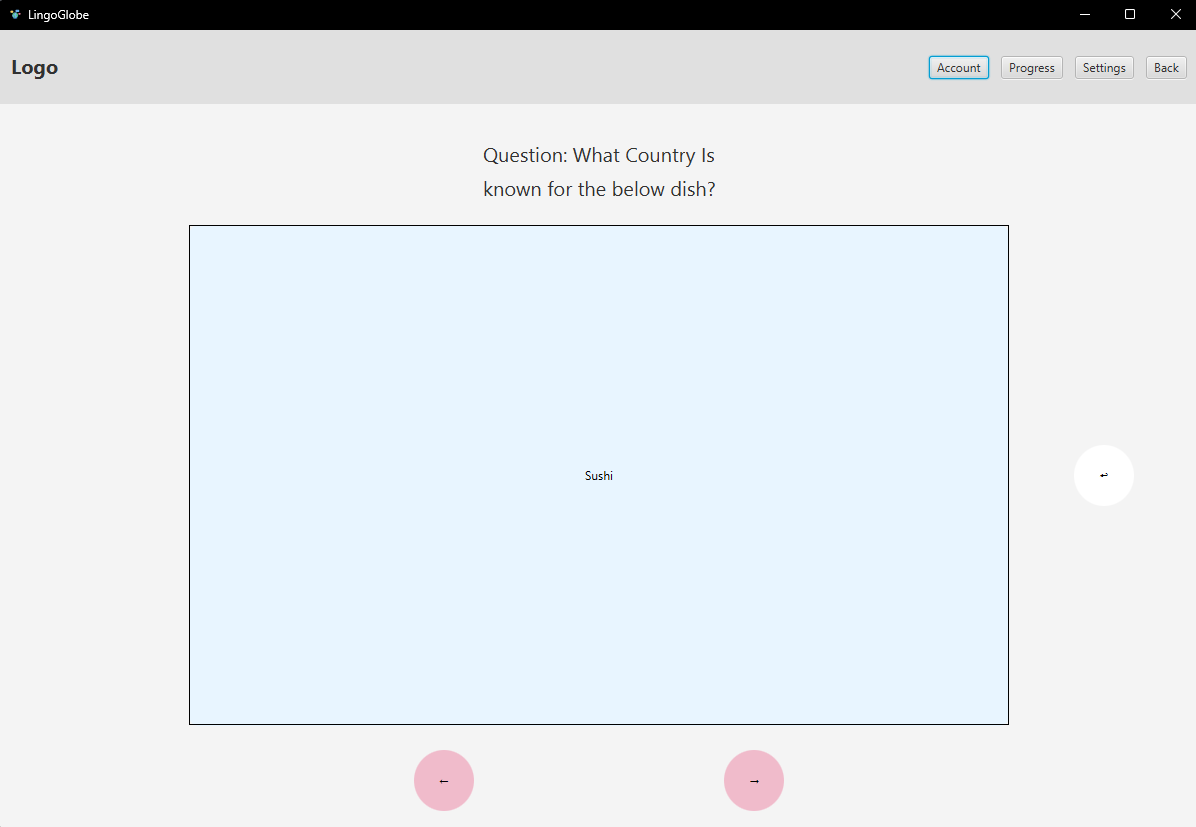 LingoGlobe
Logo
Account Progress Settings Back
Question: What Country Is
known for the below dish?
Sushi
↩
← →